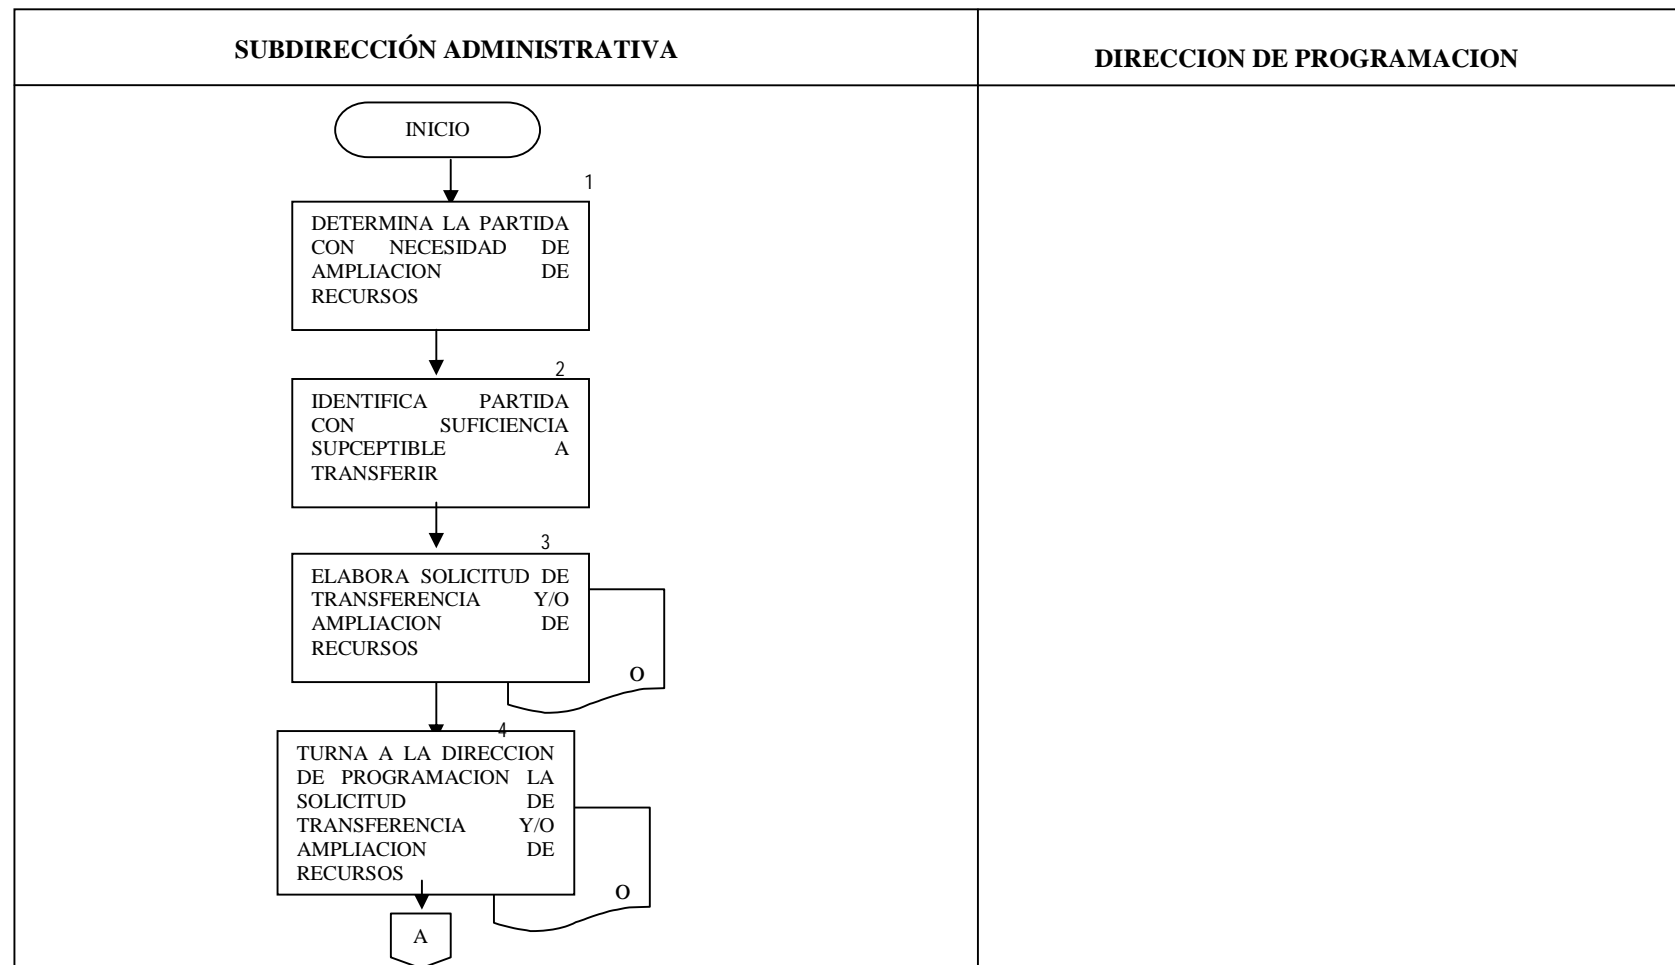 SUBDIRECCIÓN ADMINISTRATIVA
DIRECCION DE PROGRAMACION
INICIO
1
DETERMINA LA PARTIDA
CON NECESIDAD DE
AMPLIACION DE
RECURSOS
2
IDENTIFICA PARTIDA
CON SUFICIENCIA
SUPCEPTIBLE A
TRANSFERIR
3
ELABORA SOLICITUD DE
TRANSFERENCIA Y/O
AMPLIACION DE
RECURSOS
O
4
TURNA A LA DIRECCION
DE PROGRAMACION LA
SOLICITUD DE
TRANSFERENCIA Y/O
AMPLIACION DE
RECURSOS
O
A